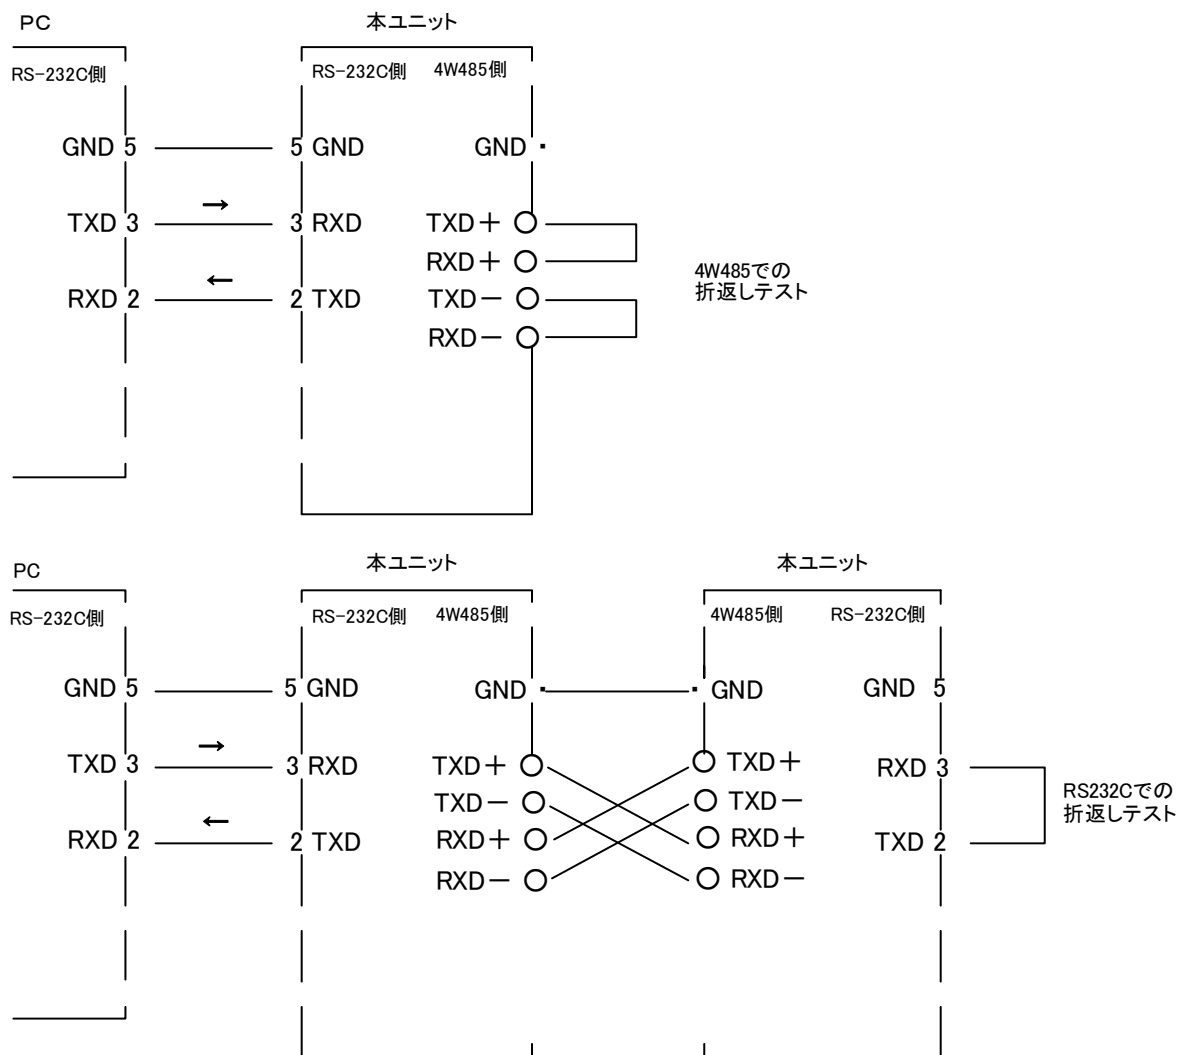 PC 本ユニット
RS-232C側 RS-232C側 4W485側
GND 5 5 GND GND ・
→
TXD 3 3 RXD TXD＋
RXD＋
4W485での
折返しテスト
←
RXD 2 2 TXD TXD－
RXD－
PC 本ユニット 本ユニット
RS-232C側 RS-232C側 4W485側 4W485側 RS-232C側
GND 5 5 GND GND ・ ・ GND GND 5
→
TXD 3 3 RXD TXD＋ TXD＋ RXD 3
TXD－ TXD－
RS232Cでの
折返しテスト
←
RXD 2 2 TXD RXD＋ RXD＋ TXD 2
RXD－ RXD－